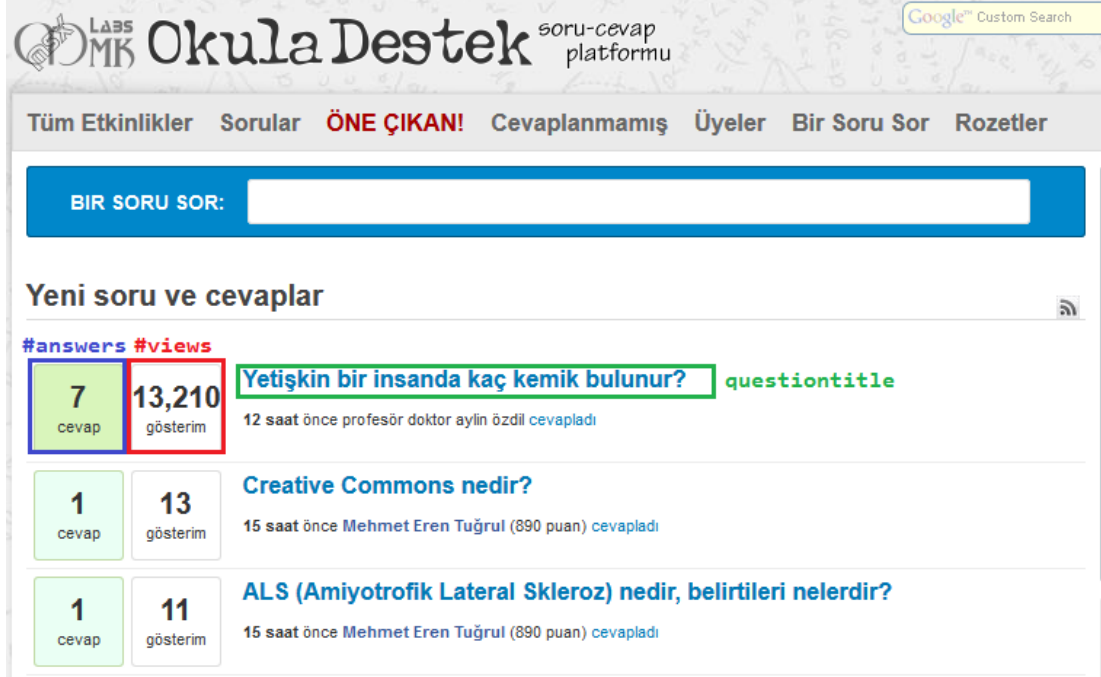 LABS
MK OkulaDestek soru-cevap
platformu
Google™ Custom Search
Tüm Etkinlikler Sorular ÖNE ÇIKAN! Cevaplanmamış Üyeler Bir Soru Sor Rozetler
BIR SORU SOR:
Yeni soru ve cevaplar
#answers #views
7
cevap
13,210
gösterim
Yetişkin bir insanda kaç kemik bulunur?
questiontitle
12 saat önce profesör doktor aylin özdil cevapladı
1
cevap
13
gösterim
Creative Commons nedir?
15 saat önce Mehmet Eren Tuğrul (890 puan) cevapladı
1
cevap
11
gösterim
ALS (Amiyotrofik Lateral Skleroz) nedir, belirtileri nelerdir?
15 saat önce Mehmet Eren Tuğrul (890 puan) cevapladı